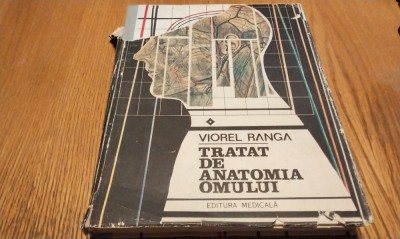 VIOREL RANGA
TRATAT
DE
ANATOMIA
OMULUI
EDITURA MEDICALĂ